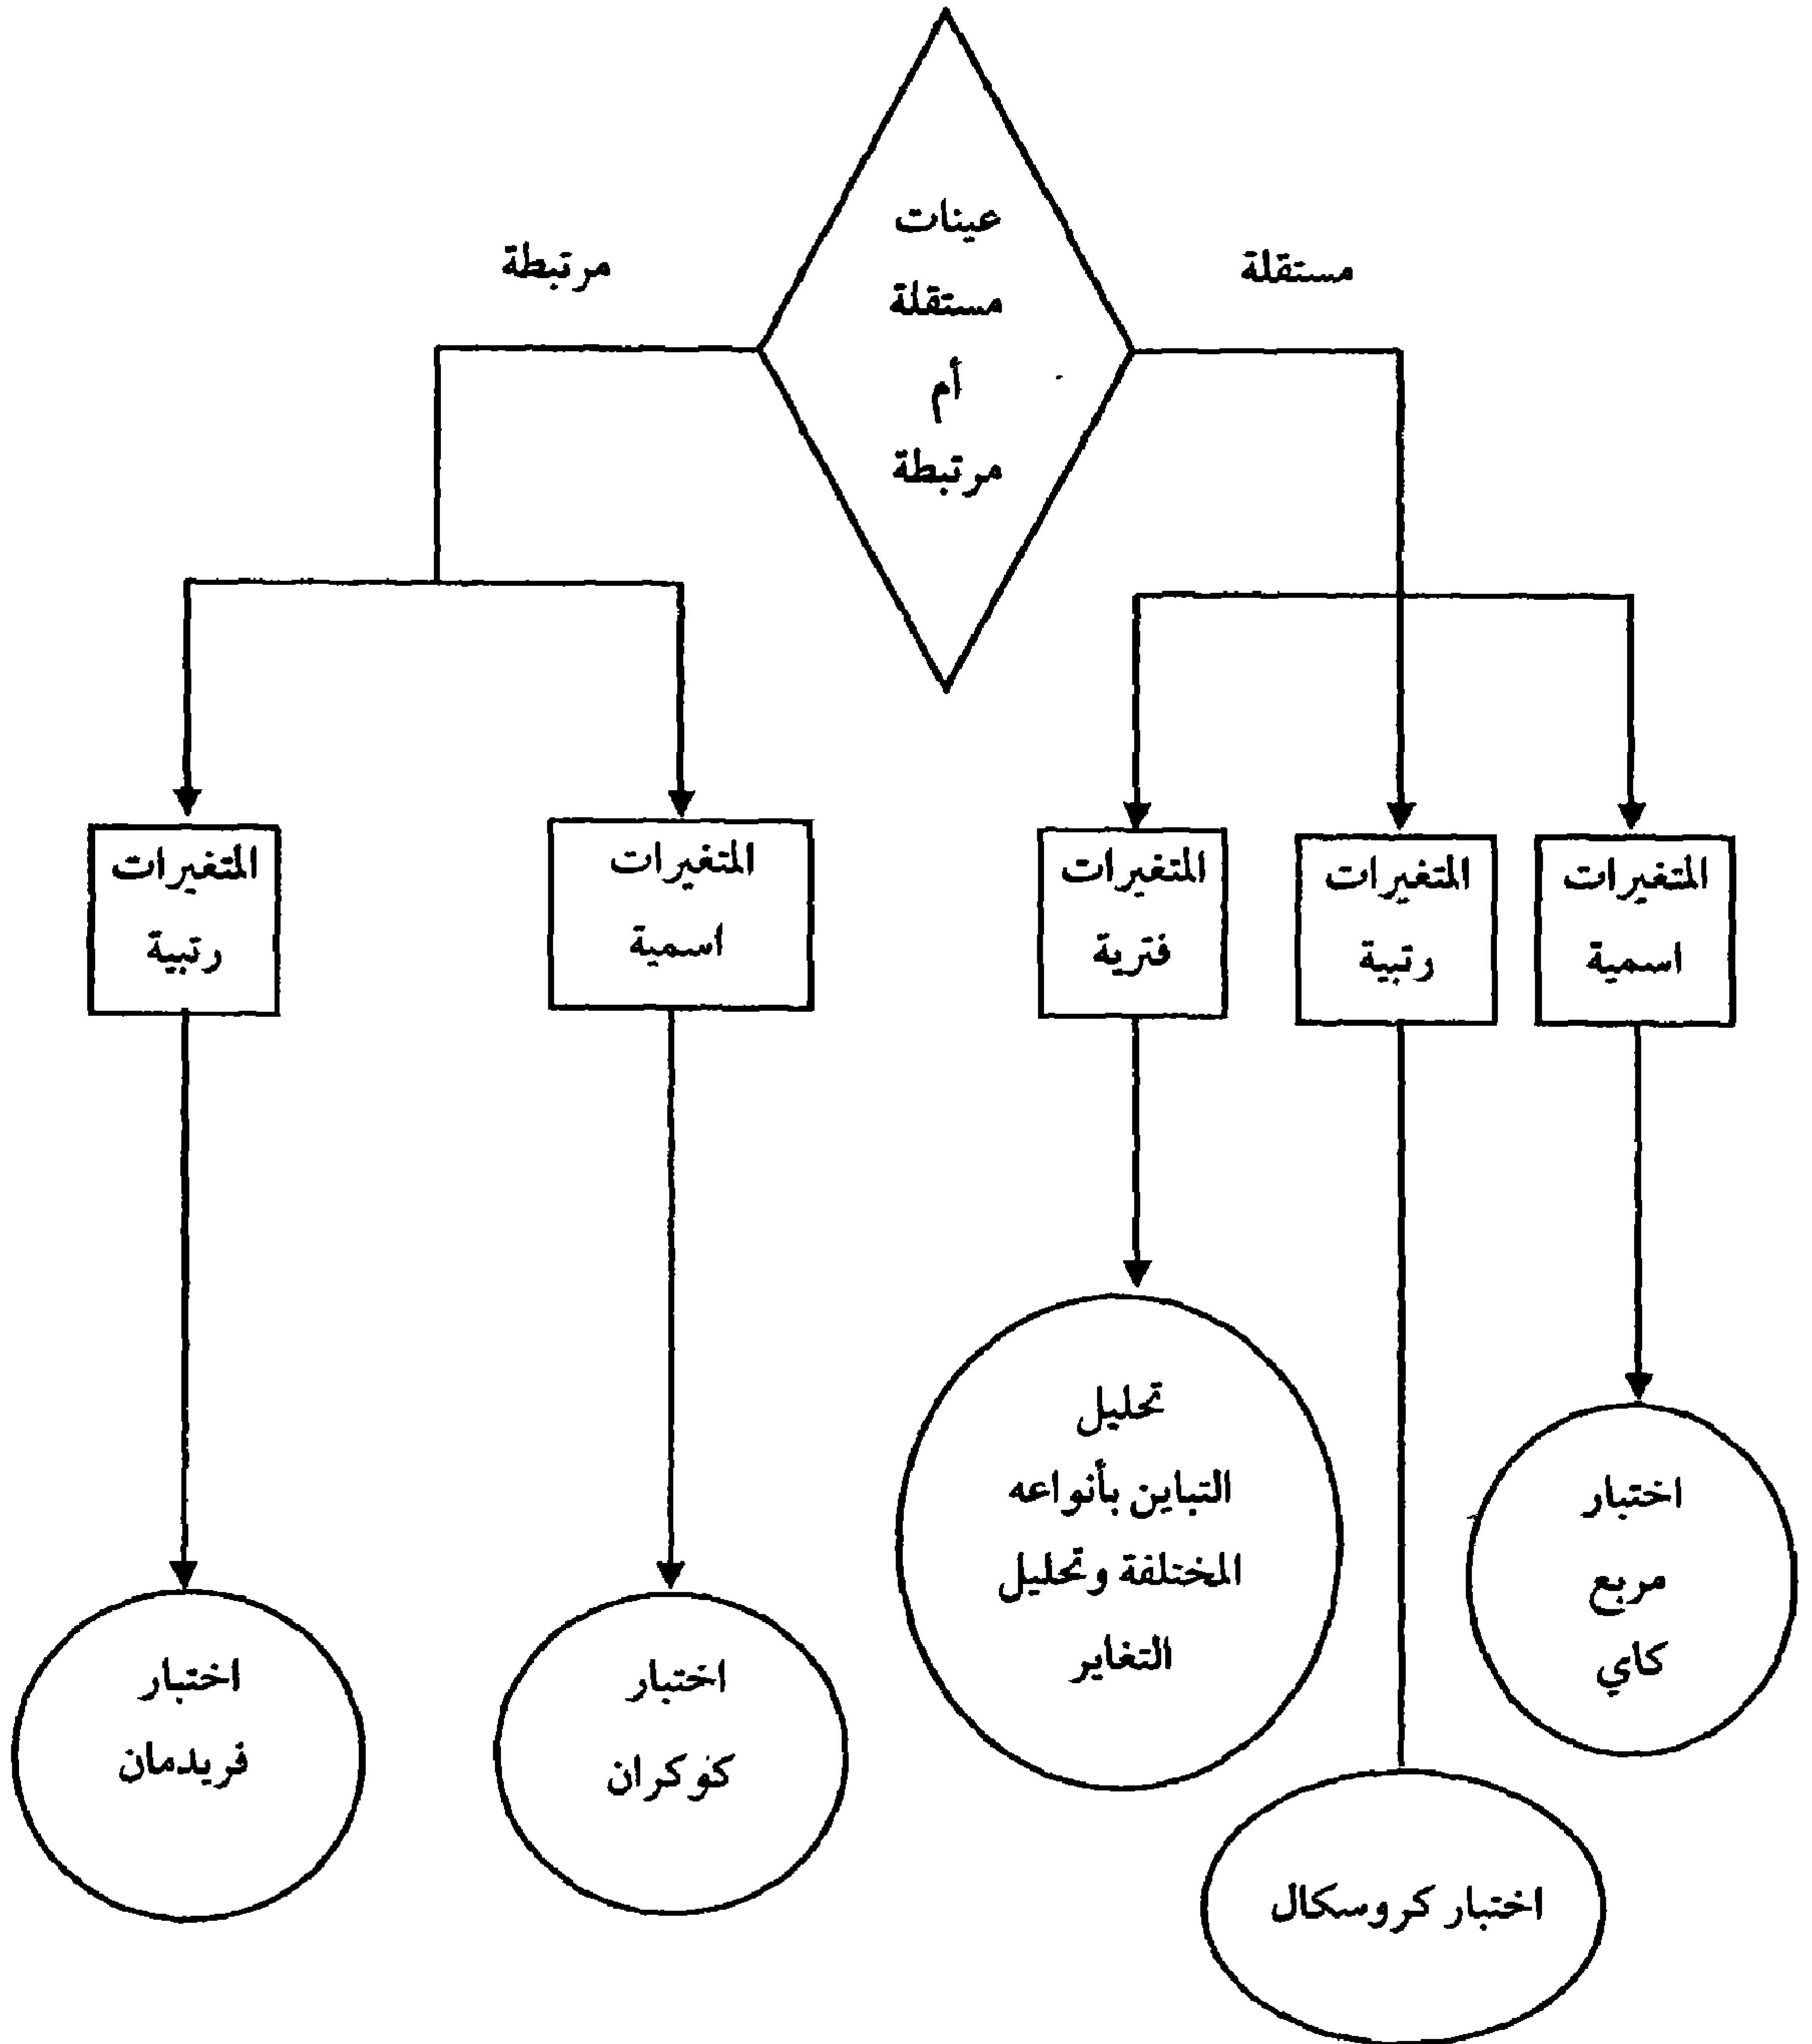 عينات
مستقلة
أم
مرتبطة
مستقلة
مرتبطة
المتغيرات
اسمية
المتغيرات
رتبية
المتغيرات
فترية
المتغيرات
اسمية
المتغيرات
رتبية
اختبار
مربع
كاي
اختبار كروسكال
تحليل
التباين بأنواعه
المختلفة وتحليل
التغاير
اختبار
كوكران
اختبار
فريدمان